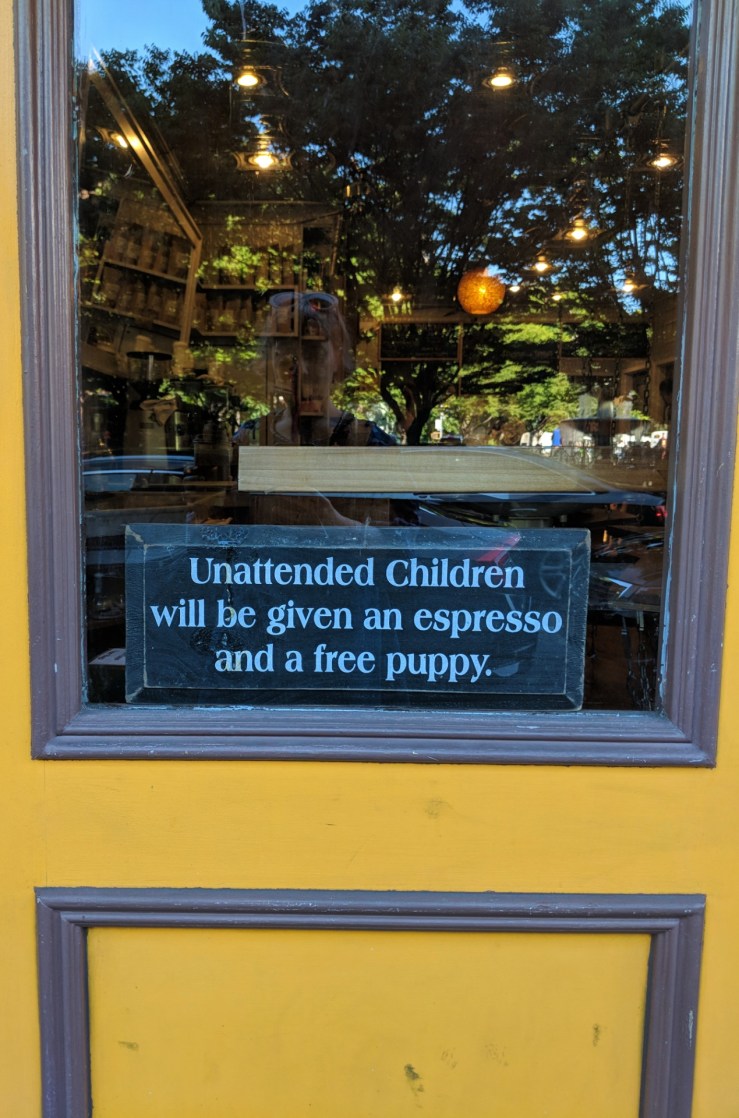 Unattended Children
will be given an espresso
and a free puppy.